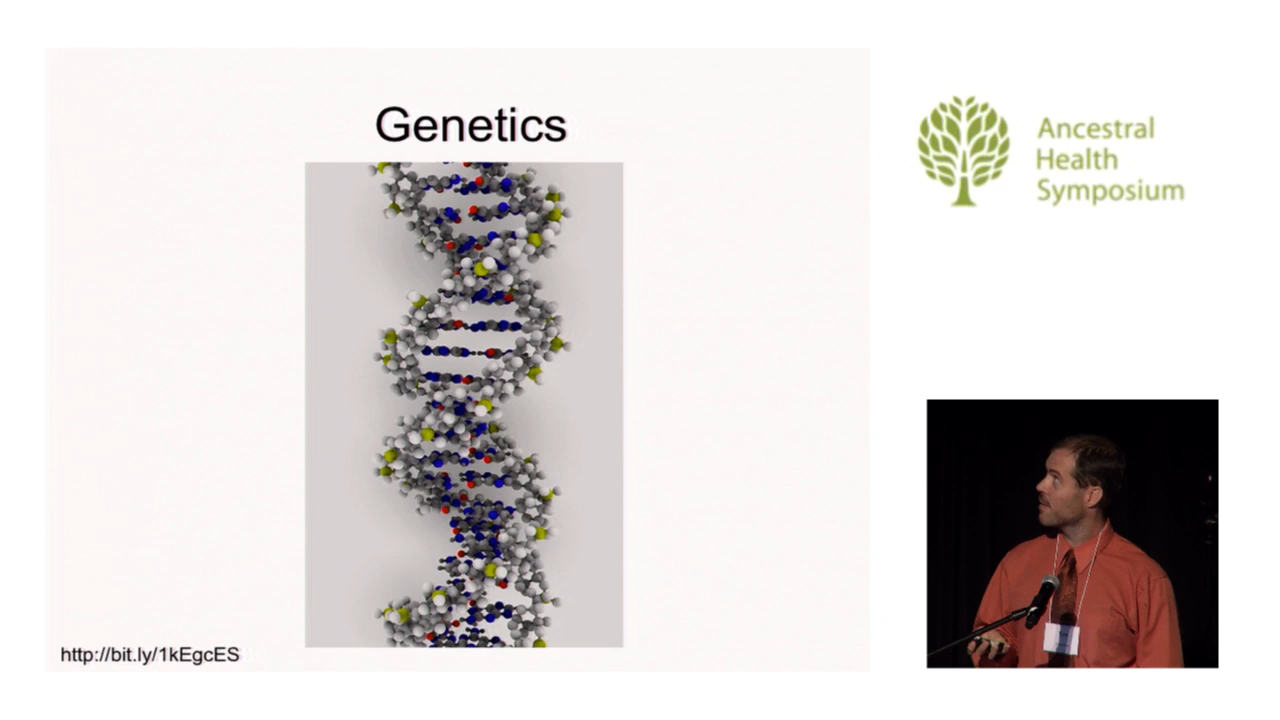 Genetics
http://bit.ly/1kEgcES
Ancestral
Health
Symposium